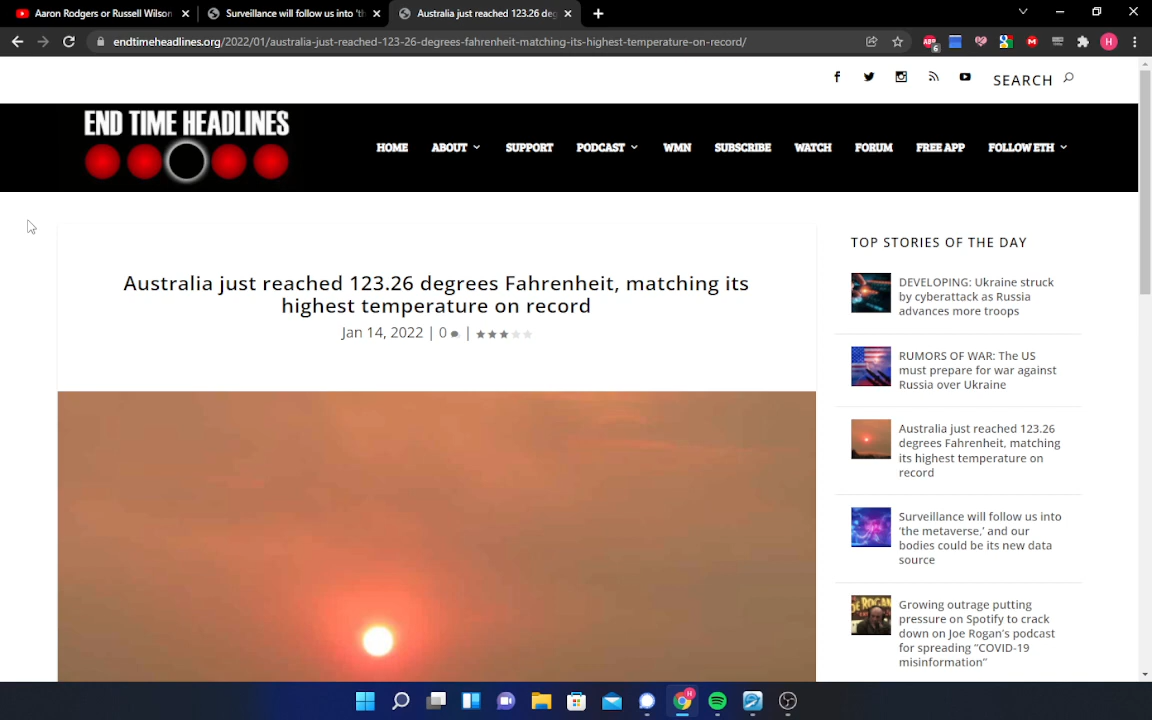 Aaron Rodgers or Russell Wilson
Surveillance will follow us into 'th
Australia just reached 123.26 deg
endtimeheadlines.org/2022/01/australia-just-reached-123-26-degrees-fahrenheit-matching-its-highest-temperature-on-record/
ABP
6
M
H
SEARCH
END TIME HEADLINES
HOME
ABOUT
SUPPORT
PODCAST
WMN
SUBSCRIBE
WATCH
FORUM
FREE APP
FOLLOW ETH
Australia just reached 123.26 degrees Fahrenheit, matching its
highest temperature on record
Jan 14, 2022 | 0 |
TOP STORIES OF THE DAY
DEVELOPING: Ukraine struck
by cyberattack as Russia
advances more troops
RUMORS OF WAR: The US
must prepare for war against
Russia over Ukraine
Australia just reached 123.26
degrees Fahrenheit, matching
its highest temperature on
record
Surveillance will follow us into
'the metaverse,' and our
bodies could be its new data
source
Growing outrage putting
pressure on Spotify to crack
down on Joe Rogan's podcast
for spreading "COVID-19
misinformation"
H